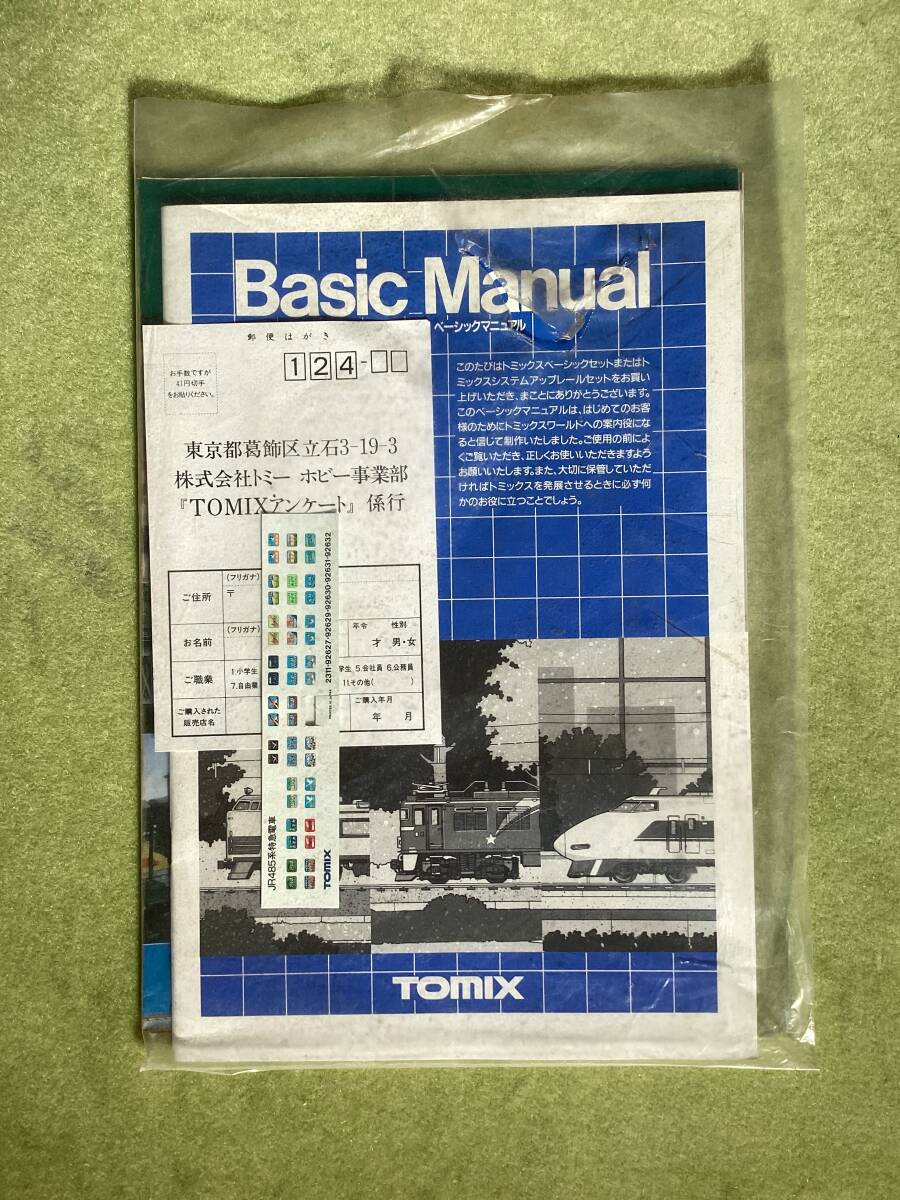 Basic Manual
ベーシックマニュアル
このたびはトミックスベーシックセットまたはト
ミックスシステムアップレールセットをお買い
上げいただき、まことにありがとうございます。
このベーシックマニュアルは、はじめてのお客
様のためにトミックスワールドへの案内役にな
ると信じて制作いたしました。ご使用の前によ
くご覧いただき、正しくお使いいただきますよう
お願いいたします。また、大切に保管していただ
ければトミックスを発展させるときに必ず何
かのお役に立つことでしょう。
郵便はがき
124-
お手数ですが
41円切手
をお貼りください。
東京都葛飾区立石3-19-3
株式会社トミー ホビー事業部
『TOMIXアンケート』係行
ご住所
(フリガナ)
〒
お名前
(フリガナ)
年令 性別
才 男・女
ご職業
1.小学生
学生 5.会社員 6.公務員
7.自由業
11.その他( )
ご購入された
販売店名
ご購入年月
年 月
2311-92627-92629-92630-92631-92632
PRINTED IN JAPAN
JR485系特急電車
TOMIX
TOMIX